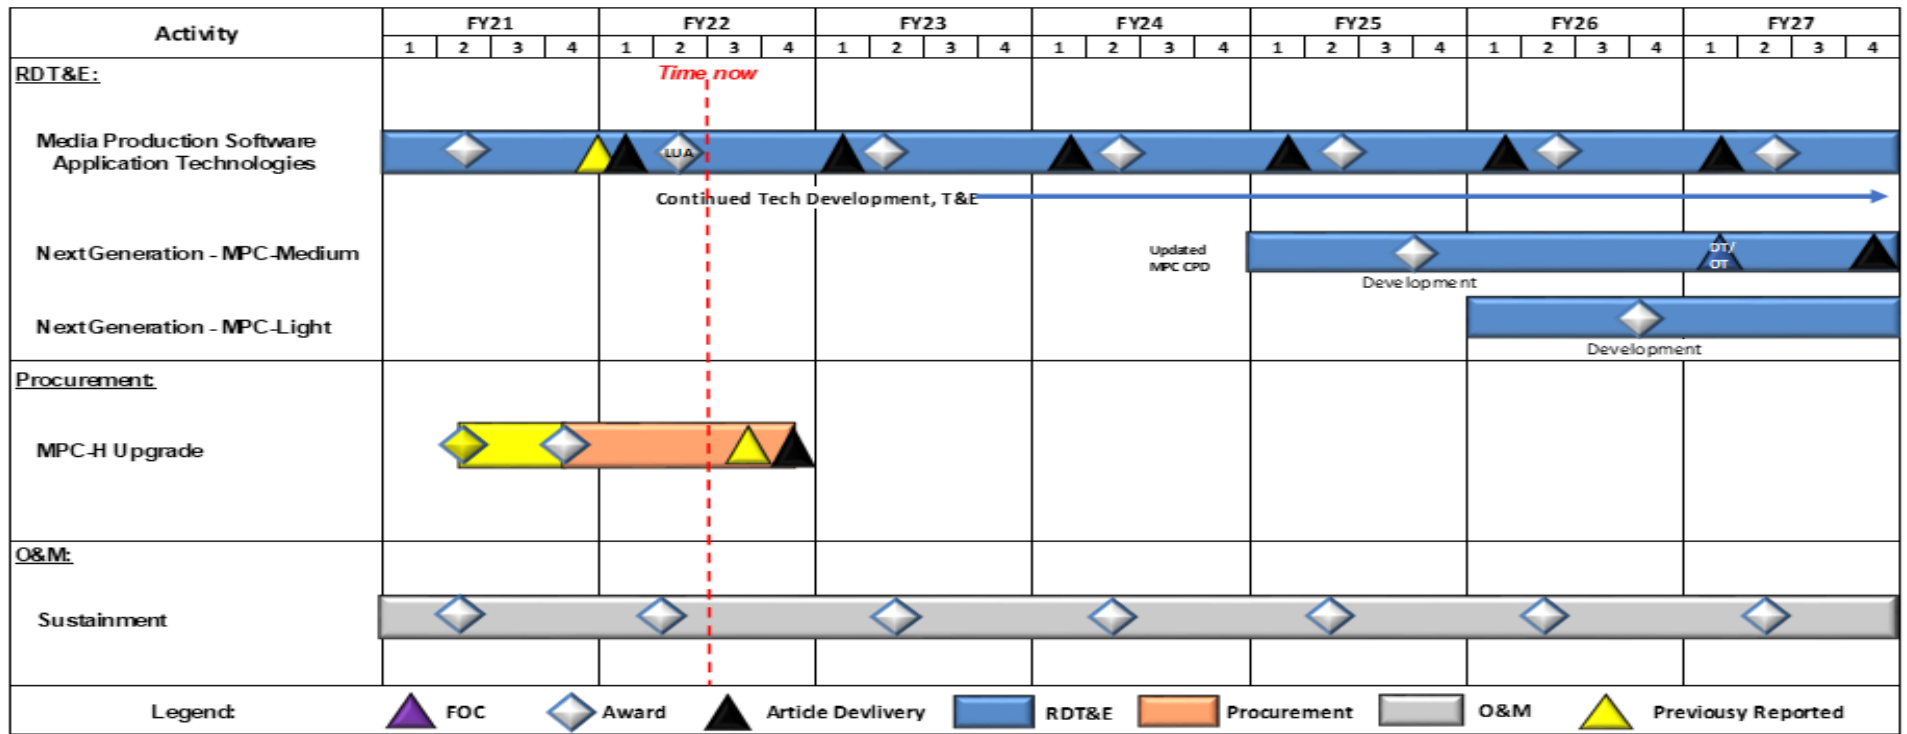 Activity
FY21 FY22 FY23 FY24 FY25 FY26 FY27
1 2 3 4 1 2 3 4 1 2 3 4 1 2 3 4 1 2 3 4 1 2 3 4 1 2 3 4
RDT&E:
Time now
Media Production Software
Application Technologies
LUA
Continued Tech Development, T&E
Next Generation - MPC-Medium
Updated
MPC CPD
DT/
OT
Development
Next Generation - MPC-Light
Development
Procurement:
MPC-H Upgrade
O&M:
Sustainment
Legend: FOC Award Article Devlivery RDT&E Procurement O&M Previousy Reported